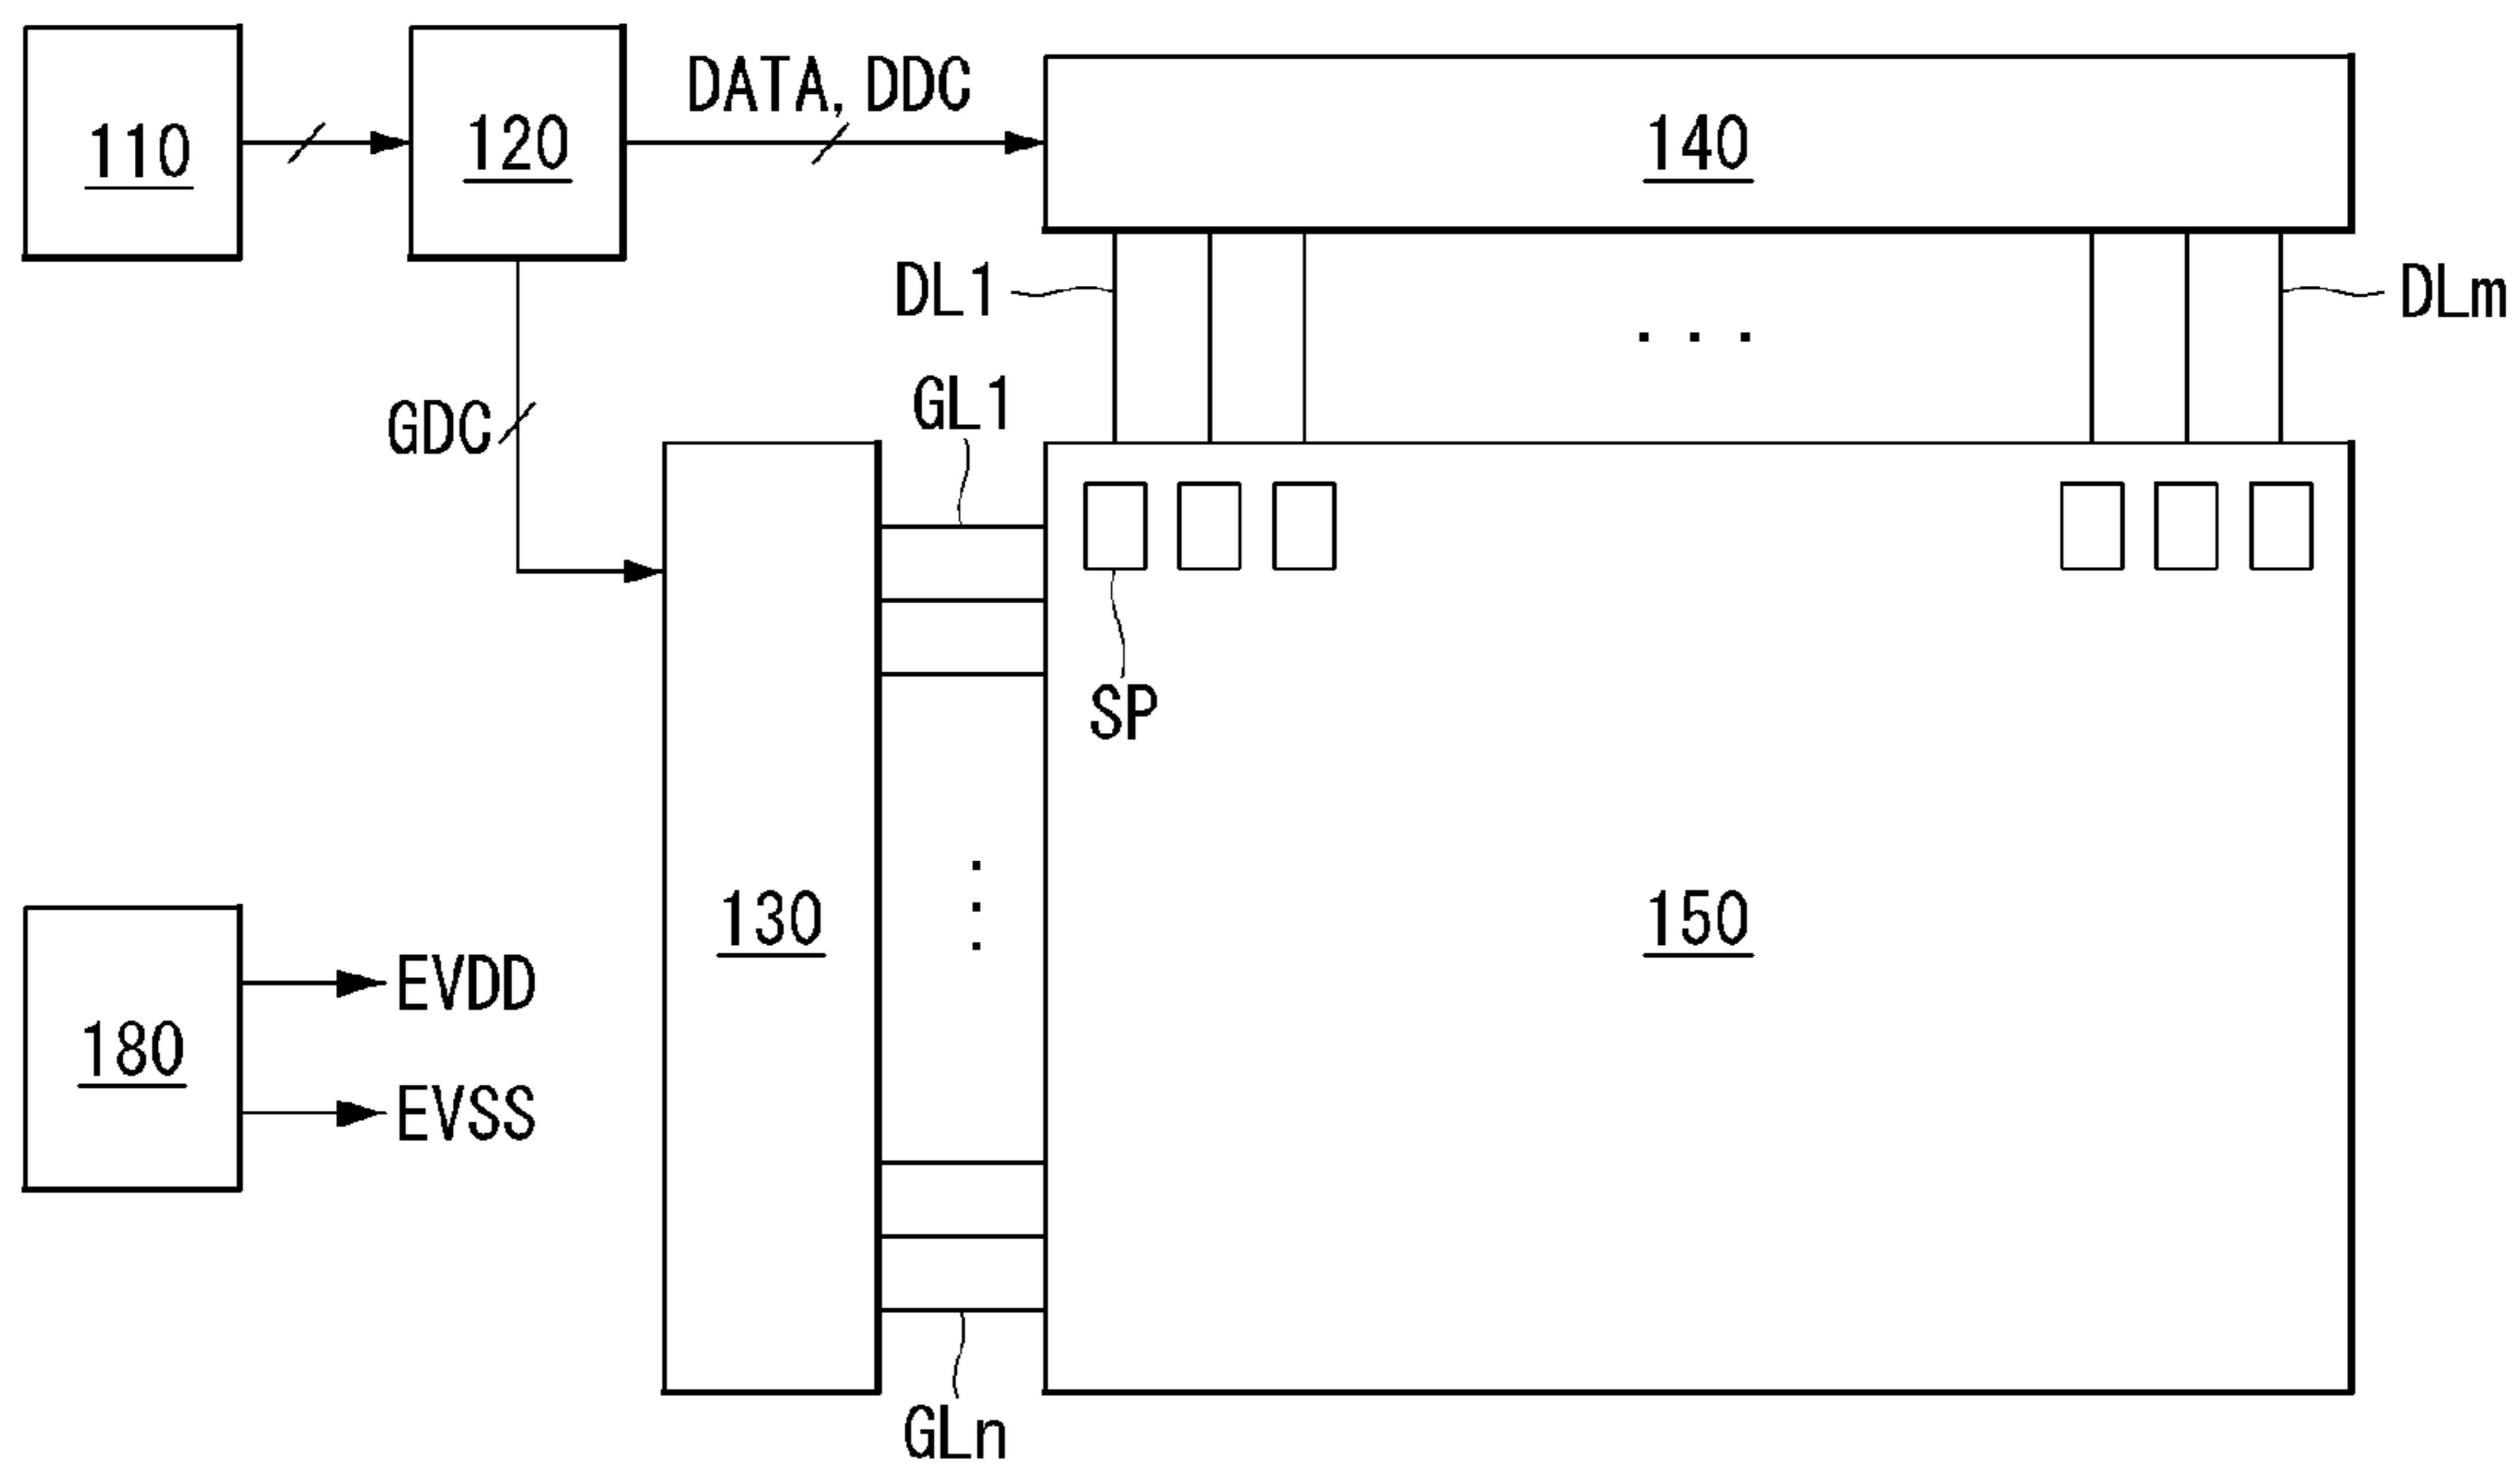 110
120
DATA, DDC
140
DL1
DLm
GL1
GDC
SP
130
150
EVDD
180
EVSS
GLn